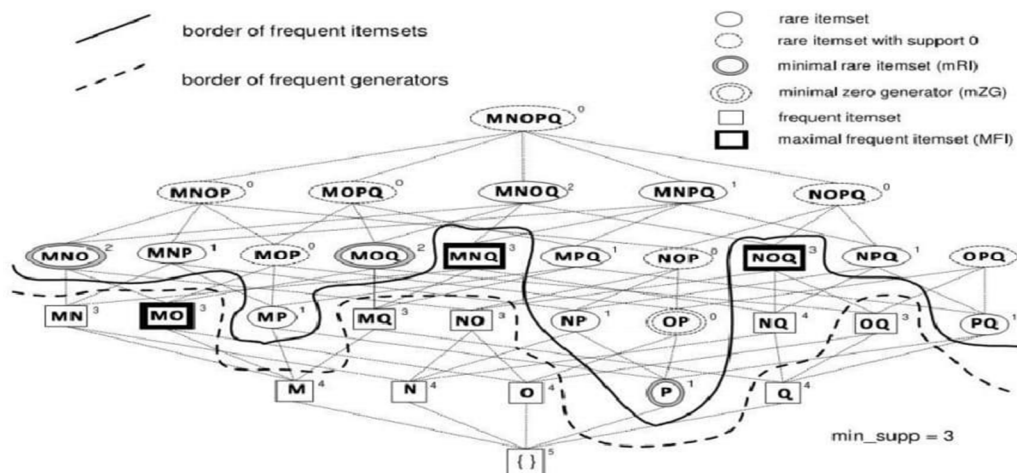 border of frequent itemsets
border of frequent generators
rare itemset
rare itemset with support 0
minimal rare itemset (mRI)
minimal zero generator (mZG)
frequent itemset
maximal frequent itemset (MFI)
MNOPQ 0
MNOP 0 MOPQ 0 MNOQ 2 MNPQ 1 NOPQ 0
MNO 2 MNP 1 MOP 0 MOQ 2 MNQ 3 MPQ 1 NOP 0 NOQ 3 NPQ 1 OPQ 0
MN 3 MO 3 MP 1 MQ 3 NO 3 NP 1 OP 0 NQ 4 OQ 3 PQ 1
M 4 N 4 O 4 P 1 Q 4
{ } 5
min_supp = 3